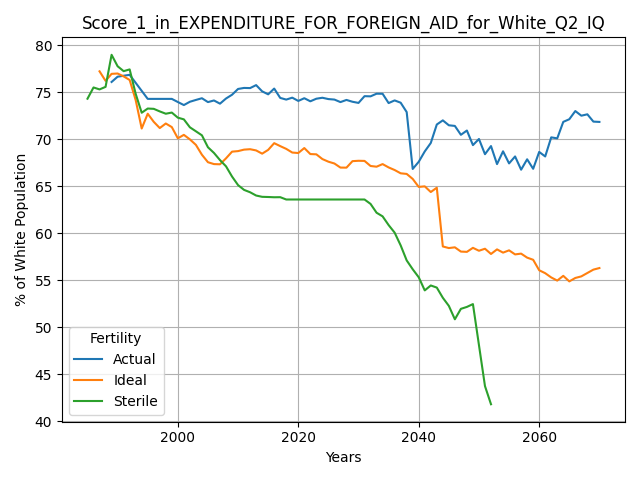 Score_1_in_EXPENDITURE_FOR_FOREIGN_AID_for_White_Q2_IQ
% of White Population
80
75
70
65
60
55
50
45
40
Fertility
Actual
Ideal
Sterile
2000
2020
2040
2060
Years